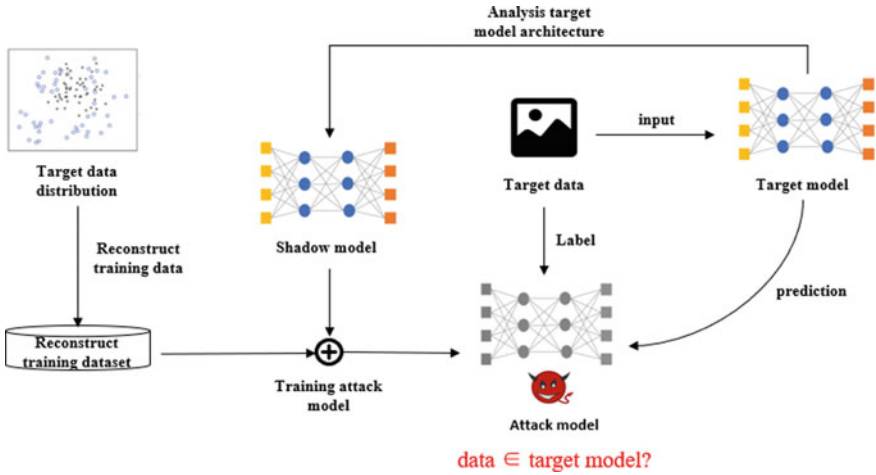 Analysis target
model architecture
input
Target data
distribution
Target data
Target model
Shadow model
Label
Reconstruct
training data
prediction
Reconstruct
training dataset
Training attack
model
Attack model
data ∈ target model?